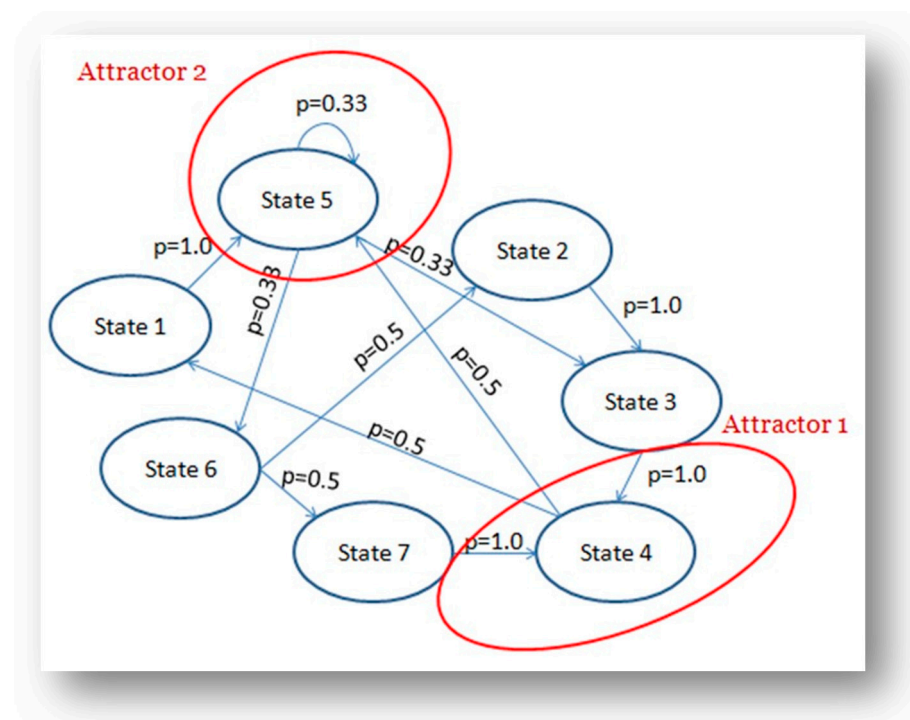 Attractor 2
p=0.33
State 5
State 2
p=1.0
p=0.33
p=0.33
p=1.0
State 1
p=0.5
p=0.5
State 3
Attractor 1
p=0.5
State 6
p=0.5
p=1.0
State 7
p=1.0
State 4